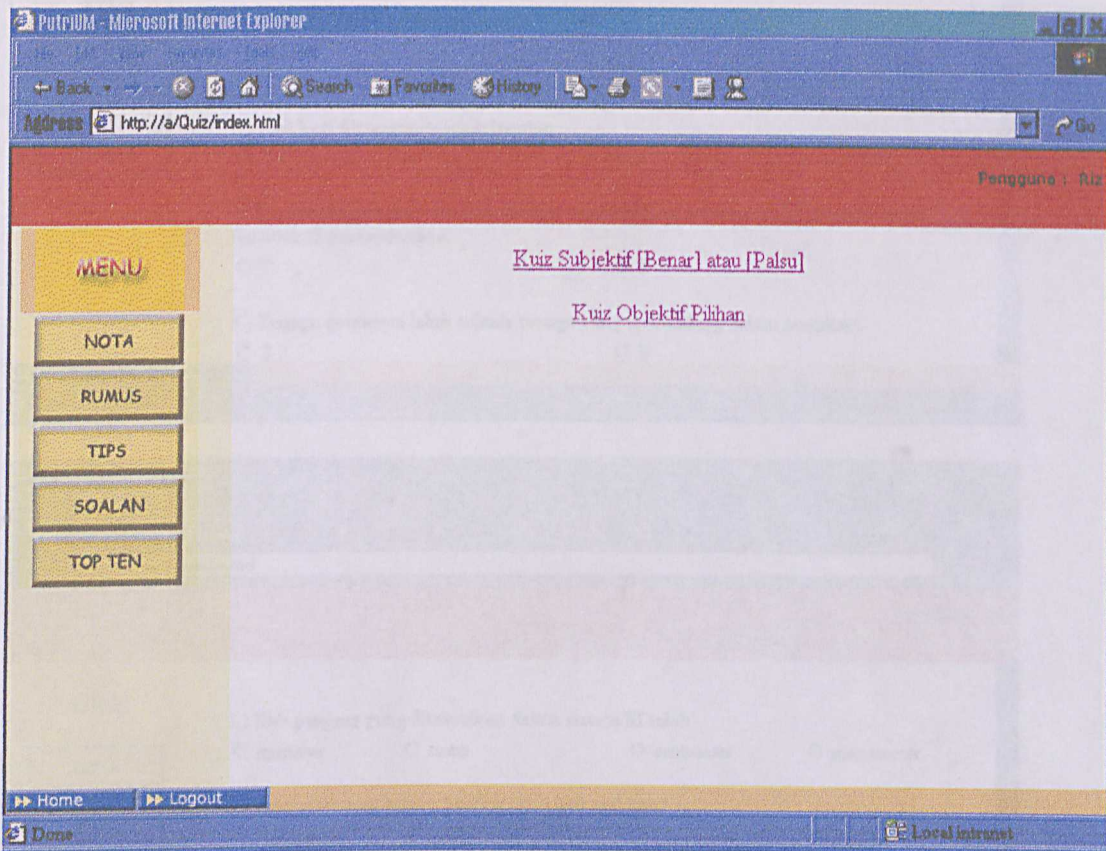 PutriUM - Microsoft Internet Explorer
Back Search Favorites History
Address http://a/Quiz/index.html Go
Pengguna : Riz
MENU
Kuiz Subjektif [Benar] atau [Palsu]
Kuiz Objektif Pilihan
NOTA
RUMUS
TIPS
SOALAN
TOP TEN
Home Logout
Done Local intranet